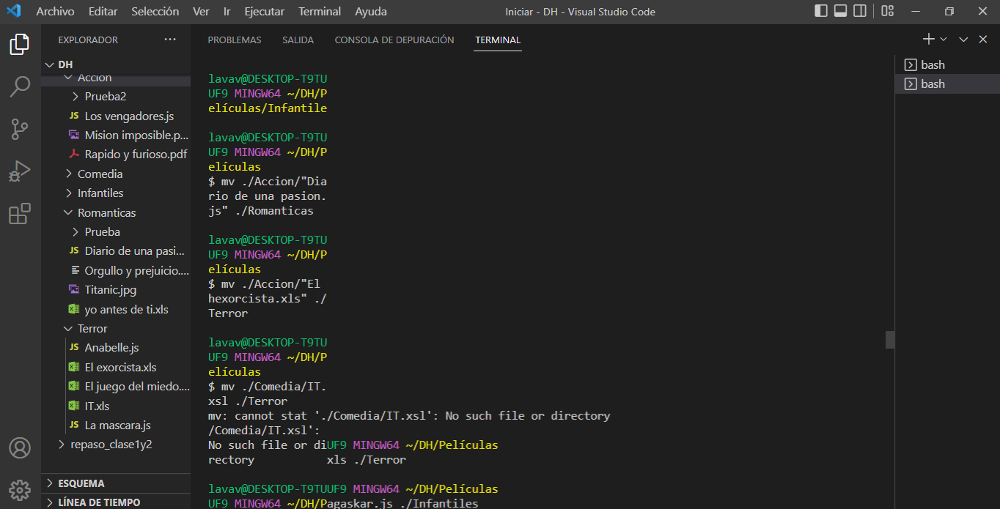 Archivo Editar Selección Ver Ir Ejecutar Terminal Ayuda Iniciar - DH - Visual Studio Code
EXPLORADOR ...
DH
Accion
Prueba2
JS Los vengadores.js
Mision imposible.p...
Rapido y furioso.pdf
Comedia
Infantiles
Romanticas
Prueba
JS Diario de una pasi...
Orgullo y prejuicio....
Titanic.jpg
yo antes de ti.xls
Terror
JS Anabelle.js
El exorcista.xls
El juego del miedo....
IT.xls
JS La mascara.js
repaso_clase1y2
ESQUEMA
LÍNEA DE TIEMPO
PROBLEMAS SALIDA CONSOLA DE DEPURACIÓN TERMINAL
lavav@DESKTOP-T9TU
UF9 MINGW64 ~/DH/P
elículas/Infantile
lavav@DESKTOP-T9TU
UF9 MINGW64 ~/DH/P
elículas
$ mv ./Accion/"Dia
rio de una pasion.
js" ./Romanticas
lavav@DESKTOP-T9TU
UF9 MINGW64 ~/DH/P
elículas
$ mv ./Accion/"El
hexorcista.xls" ./
Terror
lavav@DESKTOP-T9TU
UF9 MINGW64 ~/DH/P
elículas
$ mv ./Comedia/IT.
xsl ./Terror
mv: cannot stat './Comedia/IT.xsl': No such file or directory
/Comedia/IT.xsl':
No such file or diUF9 MINGW64 ~/DH/Películas
rectory xls ./Terror
lavav@DESKTOP-T9TUUF9 MINGW64 ~/DH/Películas
UF9 MINGW64 ~/DH/Pagaskar.js ./Infantiles
bash
bash